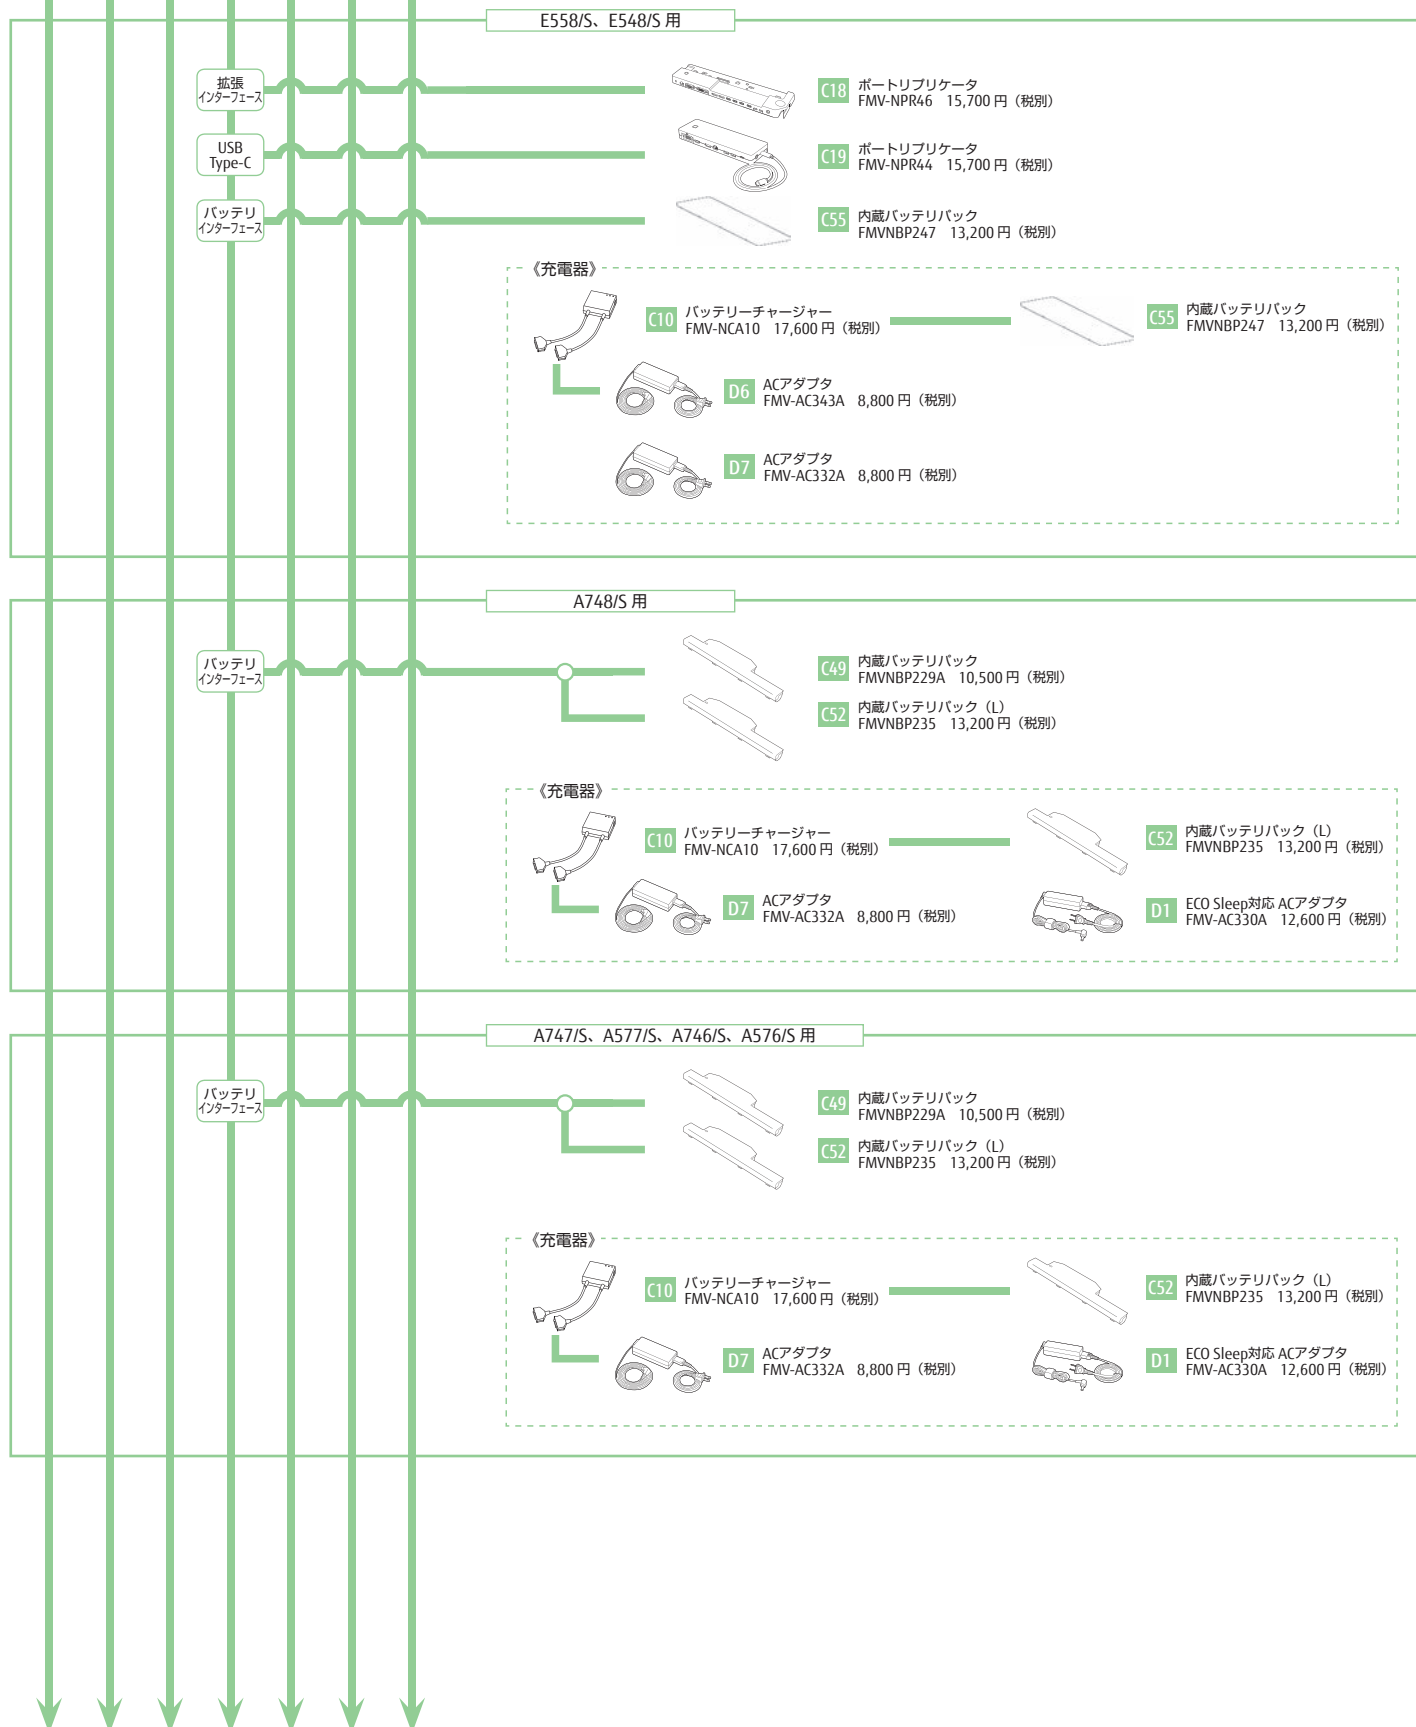 E558/S、E548/S 用
拡張
インターフェース
C18
ポートリプリケータ
FMV-NPR46 15,700 円（税別）
USB
Type-C
C19
ポートリプリケータ
FMV-NPR44 15,700 円（税別）
バッテリ
インターフェース
C55
内蔵バッテリパック
FMVNBP247 13,200 円（税別）
《充電器》
C10
バッテリーチャージャー
FMV-NCA10 17,600 円（税別）
C55
内蔵バッテリパック
FMVNBP247 13,200 円（税別）
D6
ACアダプタ
FMV-AC343A 8,800 円（税別）
D7
ACアダプタ
FMV-AC332A 8,800 円（税別）
A748/S 用
バッテリ
インターフェース
C49
内蔵バッテリパック
FMVNBP229A 10,500 円（税別）
C52
内蔵バッテリパック（L）
FMVNBP235 13,200 円（税別）
《充電器》
C10
バッテリーチャージャー
FMV-NCA10 17,600 円（税別）
C52
内蔵バッテリパック（L）
FMVNBP235 13,200 円（税別）
D7
ACアダプタ
FMV-AC332A 8,800 円（税別）
D1
ECO Sleep対応 ACアダプタ
FMV-AC330A 12,600 円（税別）
A747/S、A577/S、A746/S、A576/S 用
バッテリ
インターフェース
C49
内蔵バッテリパック
FMVNBP229A 10,500 円（税別）
C52
内蔵バッテリパック（L）
FMVNBP235 13,200 円（税別）
《充電器》
C10
バッテリーチャージャー
FMV-NCA10 17,600 円（税別）
C52
内蔵バッテリパック（L）
FMVNBP235 13,200 円（税別）
D7
ACアダプタ
FMV-AC332A 8,800 円（税別）
D1
ECO Sleep対応 ACアダプタ
FMV-AC330A 12,600 円（税別）